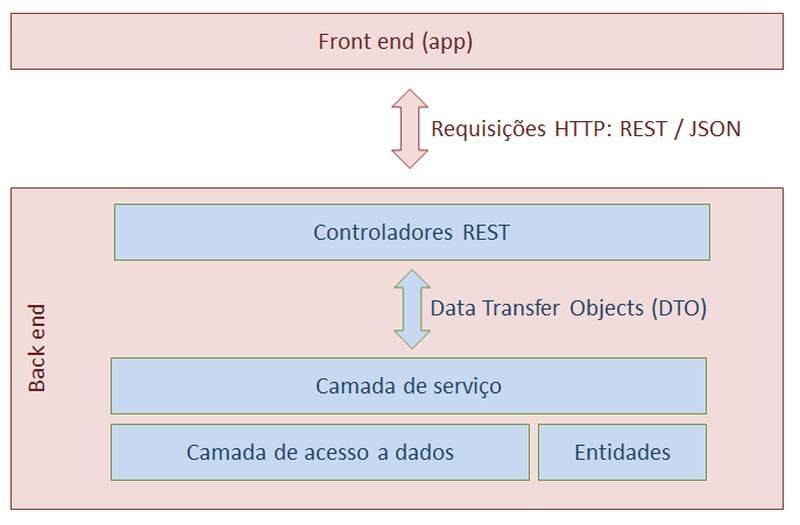 Front end (app)
Requisições HTTP: REST / JSON
Controladores REST
Data Transfer Objects (DTO)
Back end
Camada de serviço
Camada de acesso a dados
Entidades